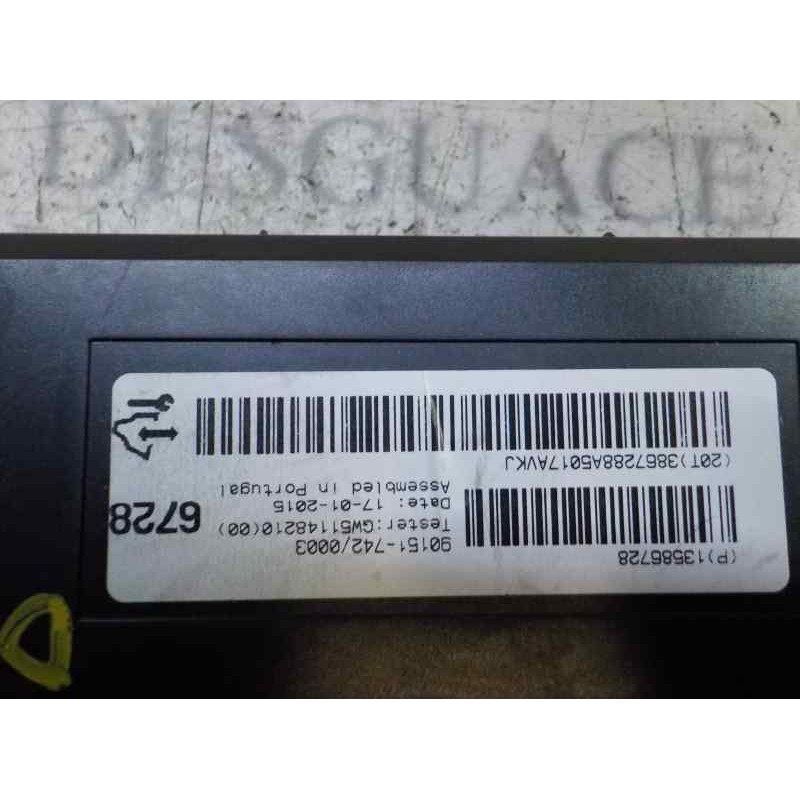 DESGUACE
(P)13586728
90151-742/0003
Tester:GW51148210(00)
Date: 17-01-2015
Assembled in Portugal
6728
(20T)3867288A5017AVKJ